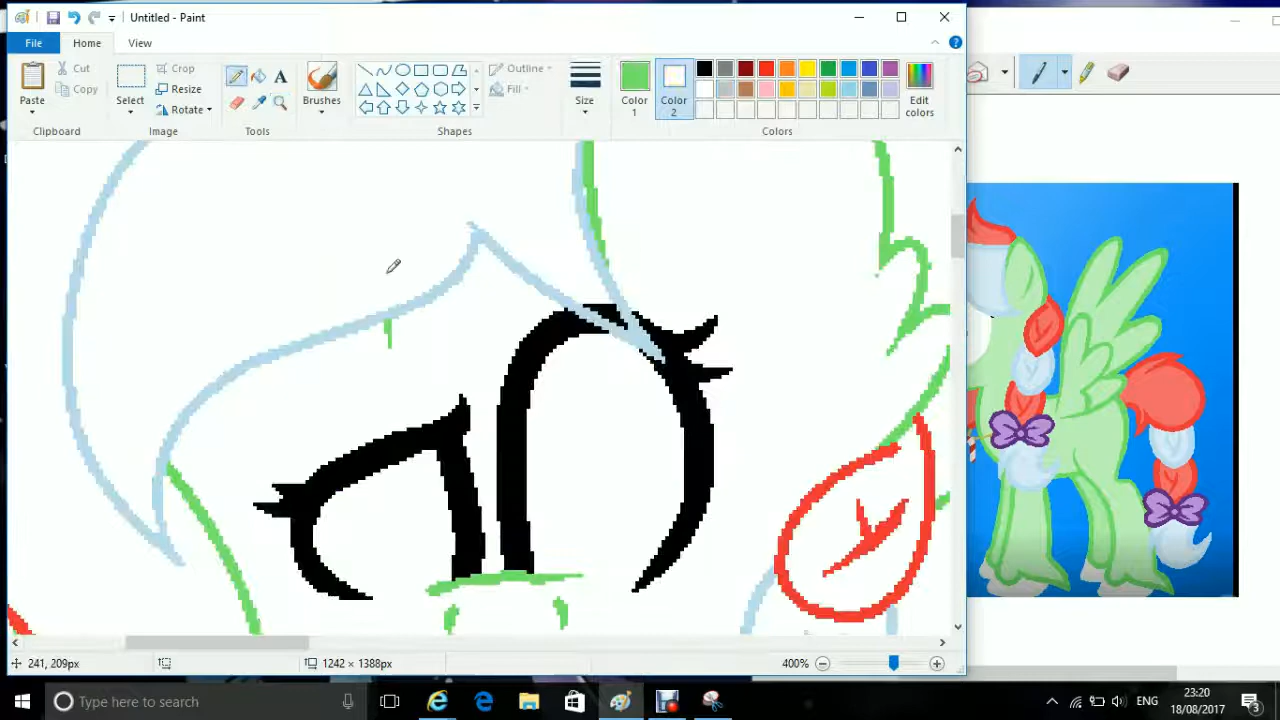 Untitled - Paint
File Home View
Paste
Cut
Copy
Clipboard
Select
Crop
Resize
Rotate
Image
A
Tools
Brushes
Outline
Fill
Shapes
Size
Color 1
Color 2
Edit colors
Colors
241, 209px
1242 × 1388px
400%
Type here to search
ENG
23:20
18/08/2017
3